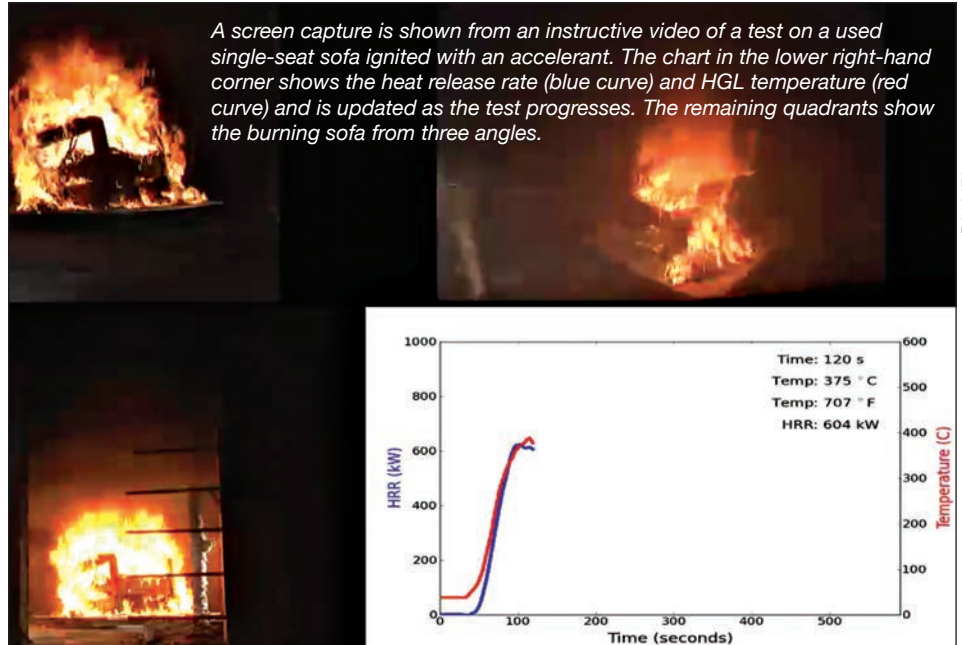 A screen capture is shown from an instructive video of a test on a used
single-seat sofa ignited with an accelerant. The chart in the lower right-hand
corner shows the heat release rate (blue curve) and HGL temperature (red
curve) and is updated as the test progresses. The remaining quadrants show
the burning sofa from three angles.
1000
800
600
400
200
0
HRR (kW)
Time: 120 s
Temp: 375 °C
Temp: 707 °F
HRR: 604 kW
600
500
400
300
200
100
0
Temperature (C)
0 100 200 300 400 500
Time (seconds)